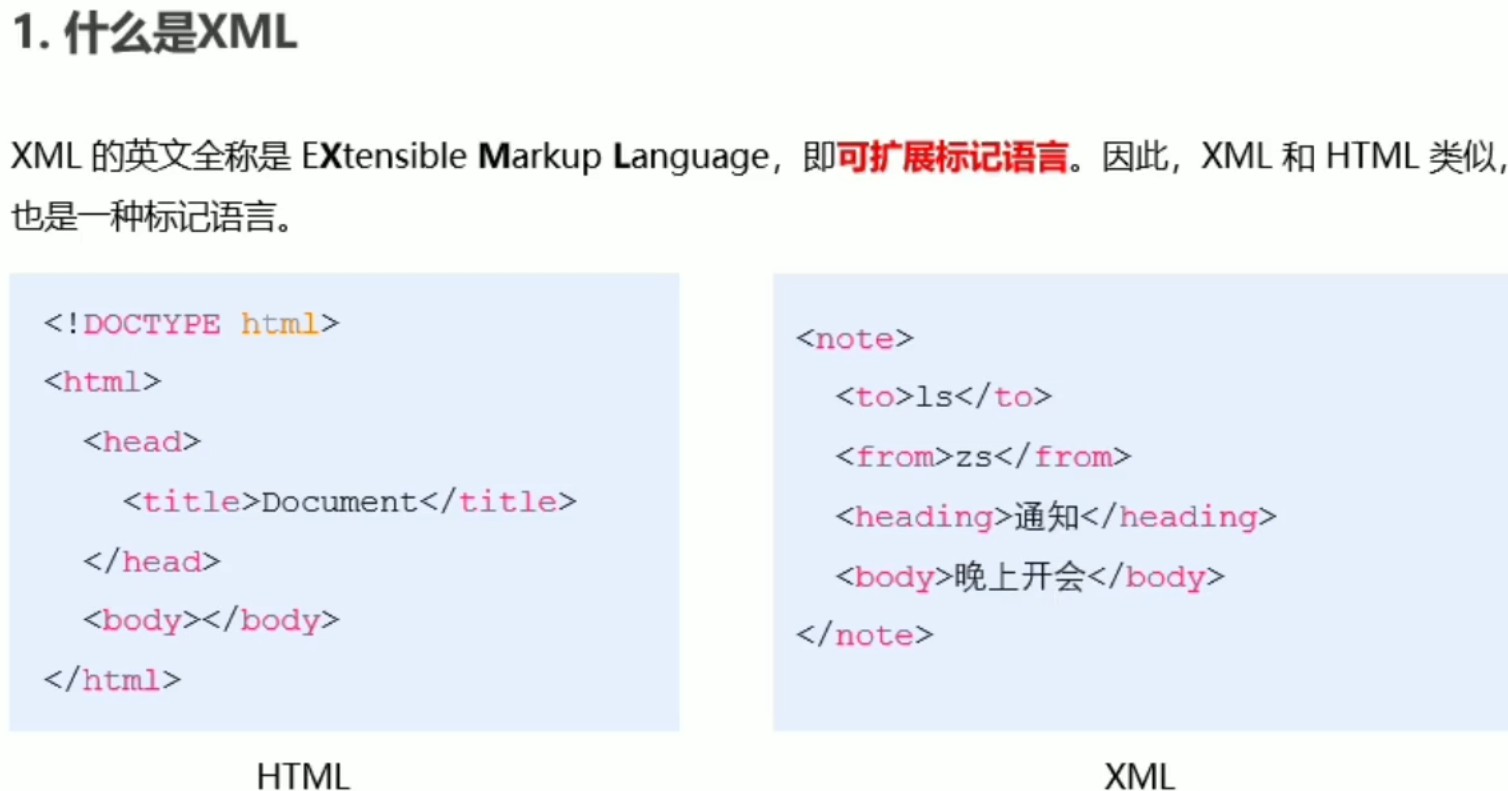 1. 什么是XML
XML 的英文全称是 EXtensible Markup Language，即可扩展标记语言。因此，XML 和 HTML 类似，
也是一种标记语言。
<!DOCTYPE html>
<html>
<head>
<title>Document</title>
</head>
<body></body>
</html>
HTML
<note>
<to>ls</to>
<from>zs</from>
<heading>通知</heading>
<body>晚上开会</body>
</note>
XML